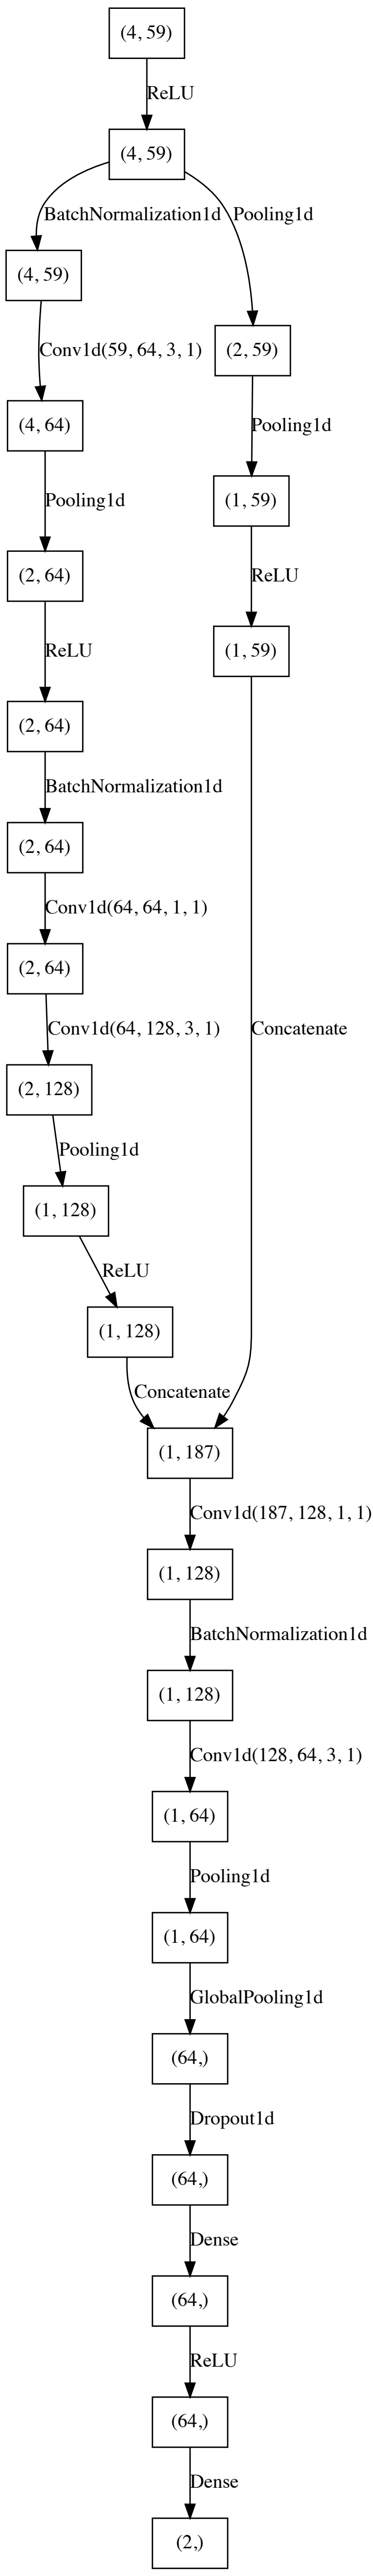 (4, 59)
ReLU
(4, 59)
BatchNormalization1d Pooling1d
(4, 59)
(2, 59)
Conv1d(59, 64, 3, 1)
(4, 64)
Pooling1d
Pooling1d
(1, 59)
(2, 64)
ReLU
ReLU
(1, 59)
(2, 64)
BatchNormalization1d
(2, 64)
Conv1d(64, 64, 1, 1)
(2, 64)
Conv1d(64, 128, 3, 1)
Concatenate
(2, 128)
Pooling1d
(1, 128)
ReLU
(1, 128)
Concatenate
(1, 187)
Conv1d(187, 128, 1, 1)
(1, 128)
BatchNormalization1d
(1, 128)
Conv1d(128, 64, 3, 1)
(1, 64)
Pooling1d
(1, 64)
GlobalPooling1d
(64,)
Dropout1d
(64,)
Dense
(64,)
ReLU
(64,)
Dense
(2,)